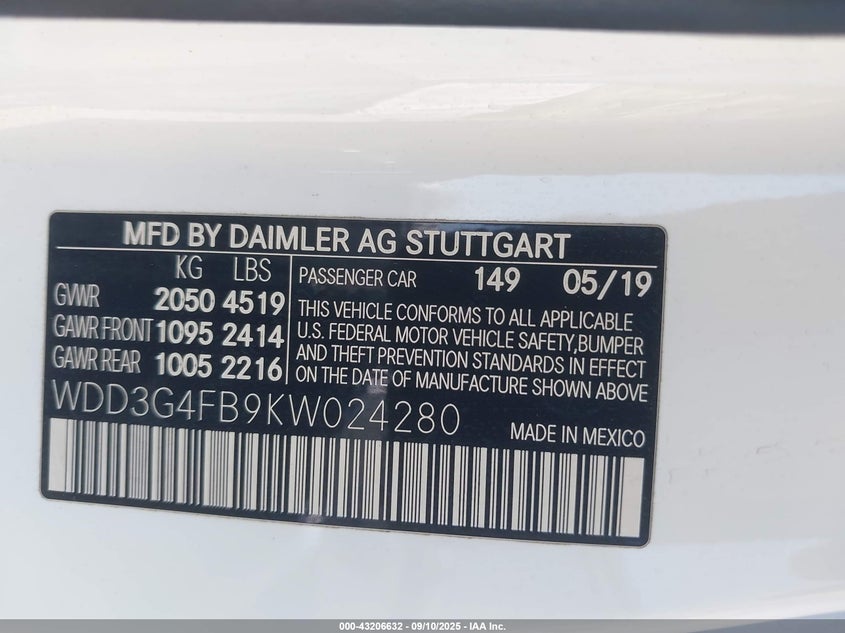 MFD BY DAIMLER AG STUTTGART
KG LBS
GVWR 2050 4519
GAWR FRONT 1095 2414
GAWR REAR 1005 2216
PASSENGER CAR 149 05/19
THIS VEHICLE CONFORMS TO ALL APPLICABLE
U.S. FEDERAL MOTOR VEHICLE SAFETY,BUMPER
AND THEFT PREVENTION STANDARDS IN EFFECT
ON THE DATE OF MANUFACTURE SHOWN ABOVE
WDD3G4FB9KW024280
MADE IN MEXICO
000-43206632 - 09/10/2025 - IAA Inc.